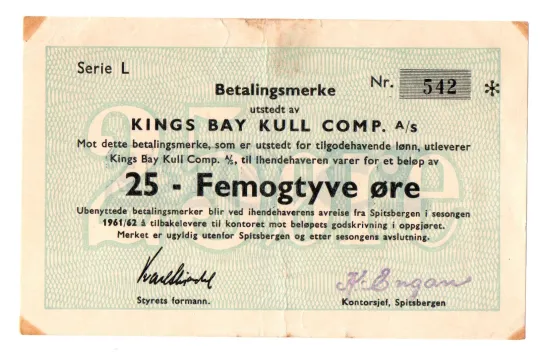 Serie L
Nr. 542 *
Betalingsmerke
utstedt av
KINGS BAY KULL COMP. A/s
Mot dette betalingsmerke, som er utstedt for tilgodehavende lønn, utleverer
Kings Bay Kull Comp. A/S, til Ihendehaveren varer for et beløp av
25 - Femogtyve øre
Ubenyttede betalingsmerker blir ved ihendehaverens avreise fra Spitsbergen i sesongen
1961/62 å tilbakelevere til kontoret mot beløpets godskrivning i oppgjøret.
Merket er ugyldig utenfor Spitsbergen og etter sesongens avslutning.
H. Engan
Styrets formann.
Kontorsjef, Spitsbergen